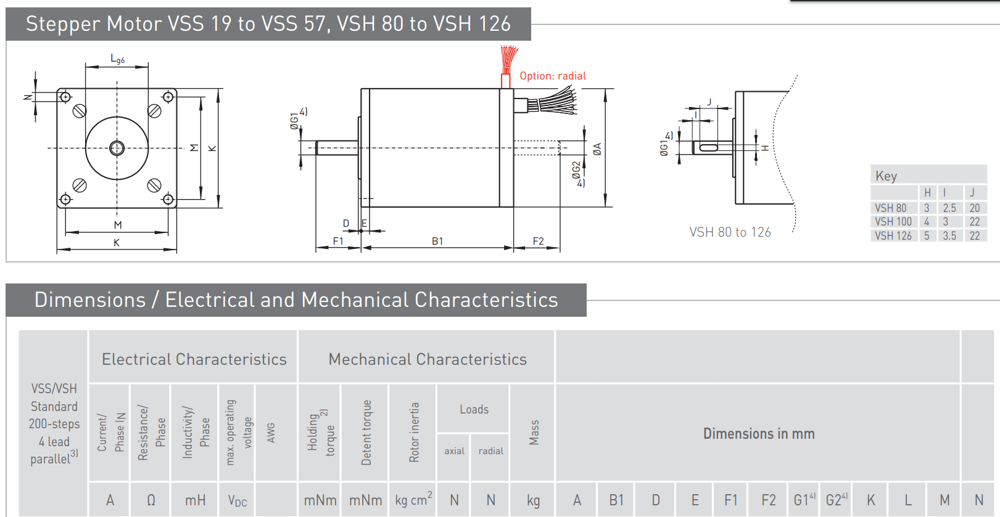 Stepper Motor VSS 19 to VSS 57, VSH 80 to VSH 126
Lg6
N
M
K
M
K
Option: radial
ØG1 4)
ØA
ØG2 4)
D E
F1 B1 F2
J
I
ØG1 4)
H
VSH 80 to 126
Key
H I J
VSH 80 3 2.5 20
VSH 100 4 3 22
VSH 126 5 3.5 22
Dimensions / Electrical and Mechanical Characteristics
VSS/VSH
Standard
200-steps
4 lead
parallel3)
Electrical Characteristics
Mechanical Characteristics
Current/
Phase IN
Resistance/
Phase
Inductivity/
Phase
max. operating
voltage
AWG
Holding
torque 2)
Detent torque
Rotor inertia
Loads
axial radial
Mass
Dimensions in mm
A Ω mH VDC mNm mNm kg cm2 N N kg A B1 D E F1 F2 G14) G24) K L M N